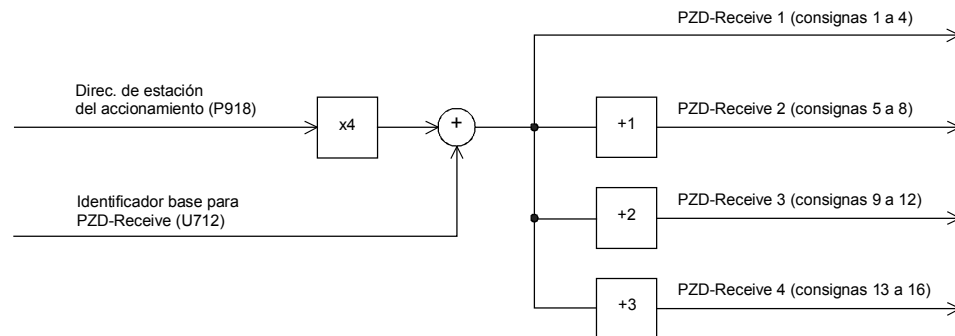 PZD-Receive 1 (consignas 1 a 4)
Direc. de estación
del accionamiento (P918)
x4
+
+1
PZD-Receive 2 (consignas 5 a 8)
Identificador base para
PZD-Receive (U712)
+2
PZD-Receive 3 (consignas 9 a 12)
+3
PZD-Receive 4 (consignas 13 a 16)